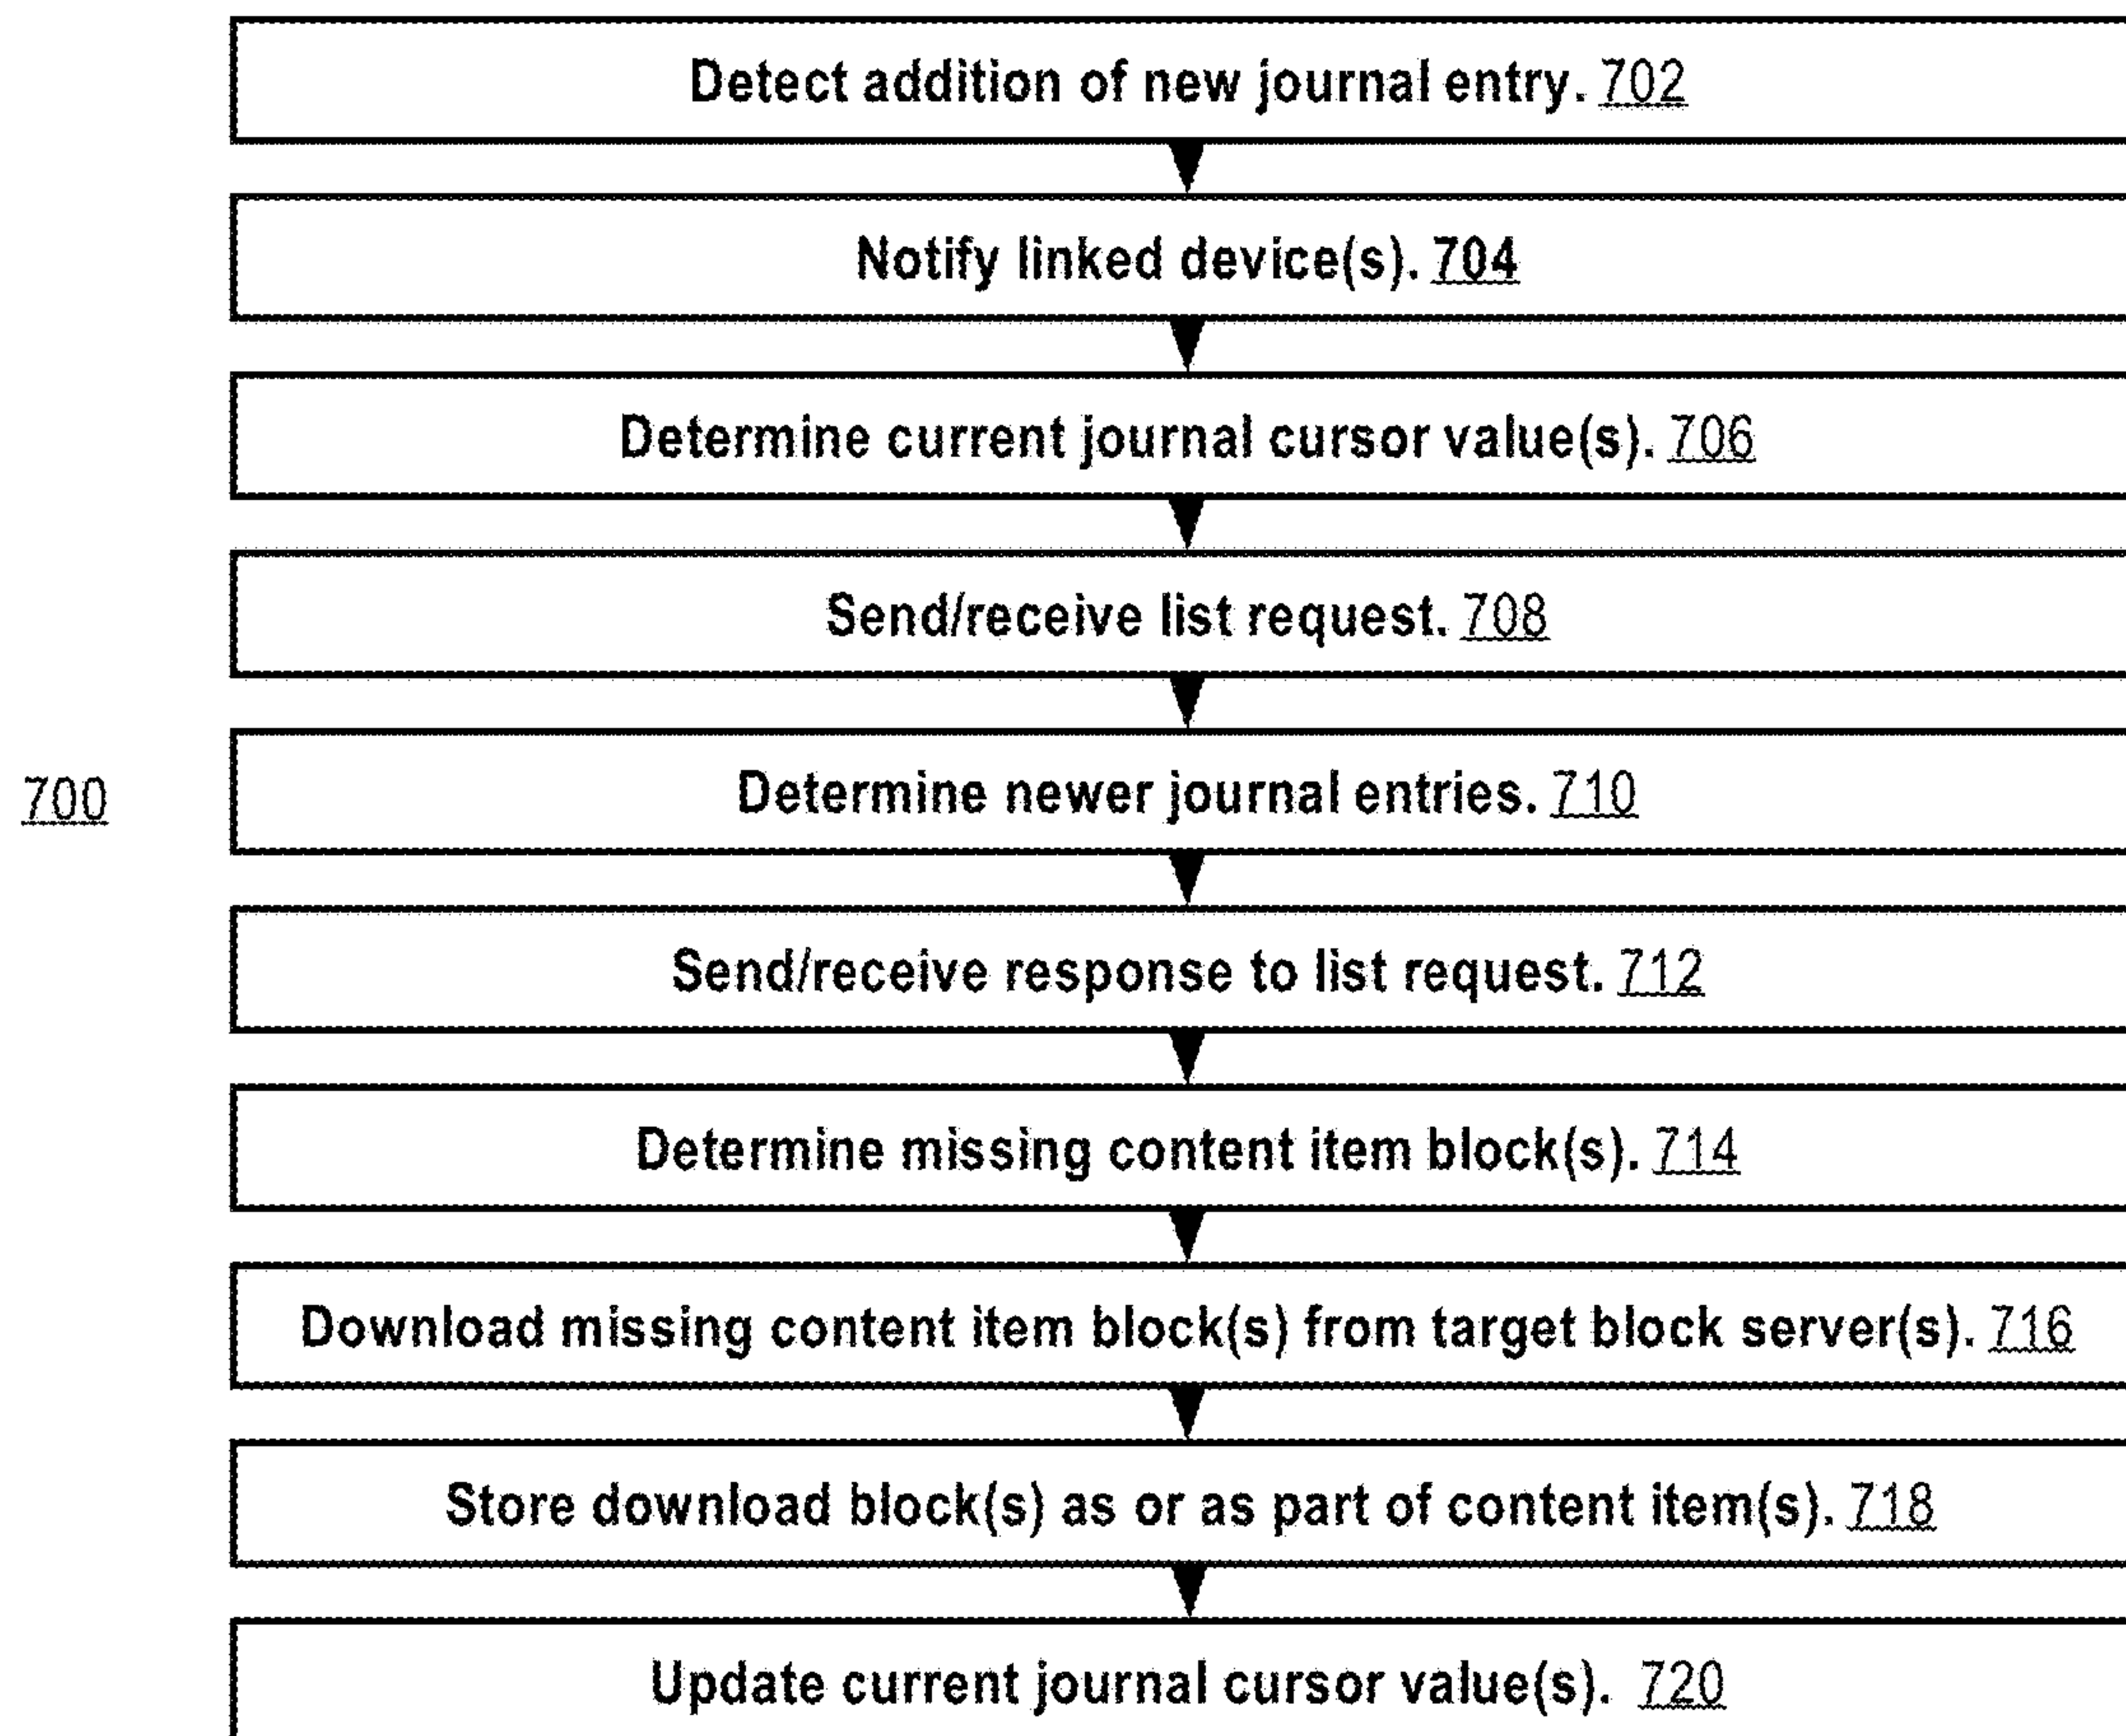 Detect addition of new journal entry. 702
Notify linked device(s). 704
Determine current journal cursor value(s). 706
Send/receive list request. 708
700
Determine newer journal entries. 710
Send/receive response to list request. 712
Determine missing content item block(s). 714
Download missing content item block(s) from target block server(s). 716
Store download block(s) as or as part of content item(s). 718
Update current journal cursor value(s). 720